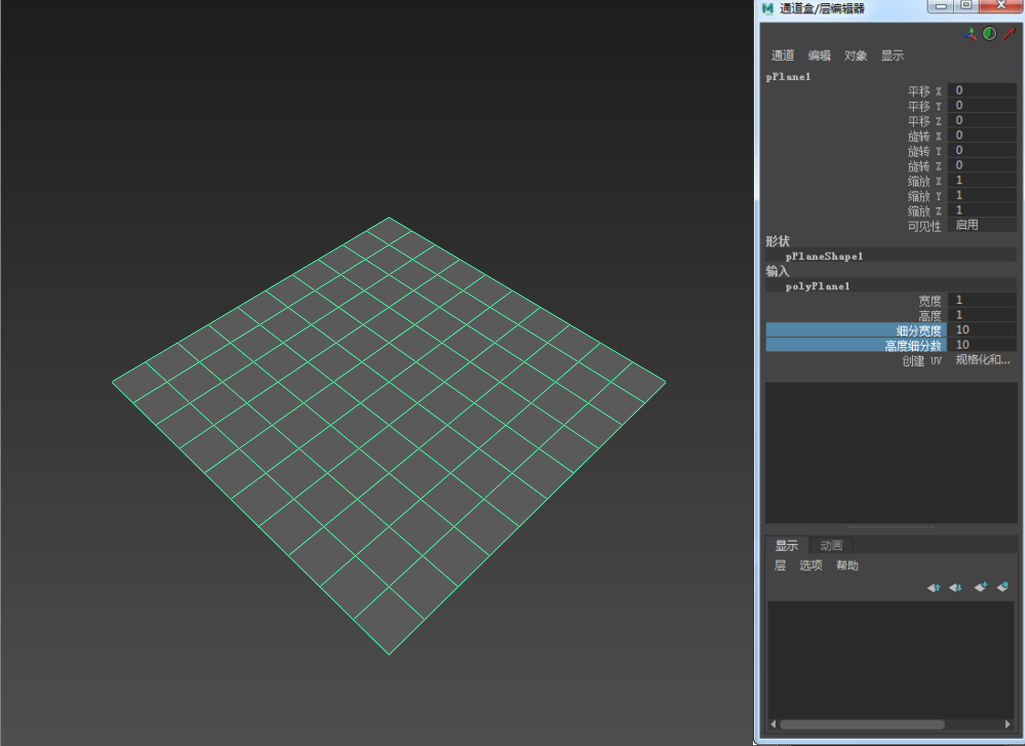 通道盒/层编辑器
通道 编辑 对象 显示
pPlane1
平移 X 0
平移 Y 0
平移 Z 0
旋转 X 0
旋转 Y 0
旋转 Z 0
缩放 X 1
缩放 Y 1
缩放 Z 1
可见性 启用
形状
pPlaneShape1
输入
polyPlane1
宽度 1
高度 1
细分宽度 10
高度细分数 10
创建 UV 规格化和...
显示 动画
层 选项 帮助